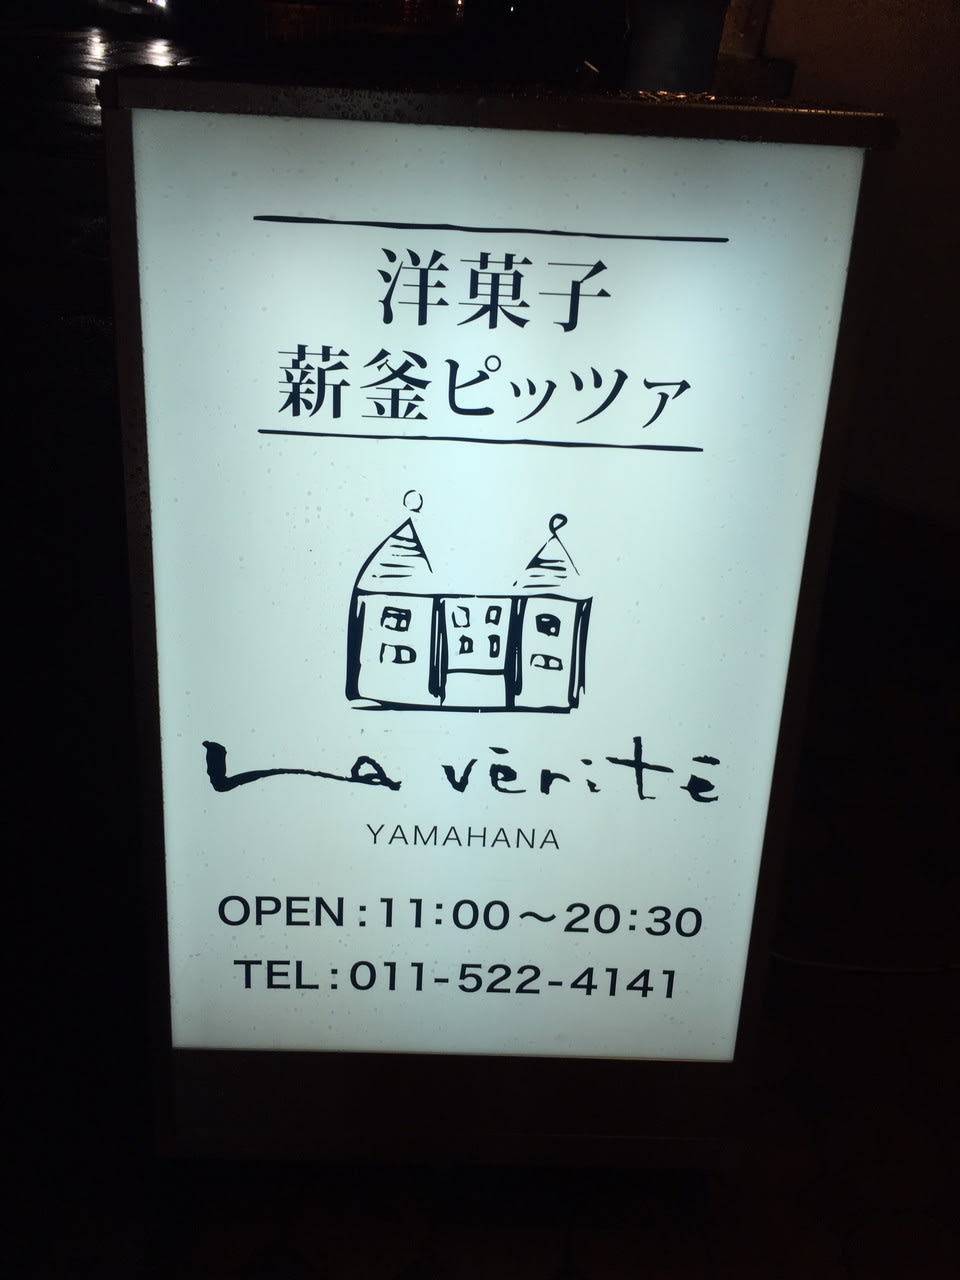 洋菓子
薪釜ピッツァ
La vēritē
YAMAHANA
OPEN:11:00〜20:30
TEL:011-522-4141